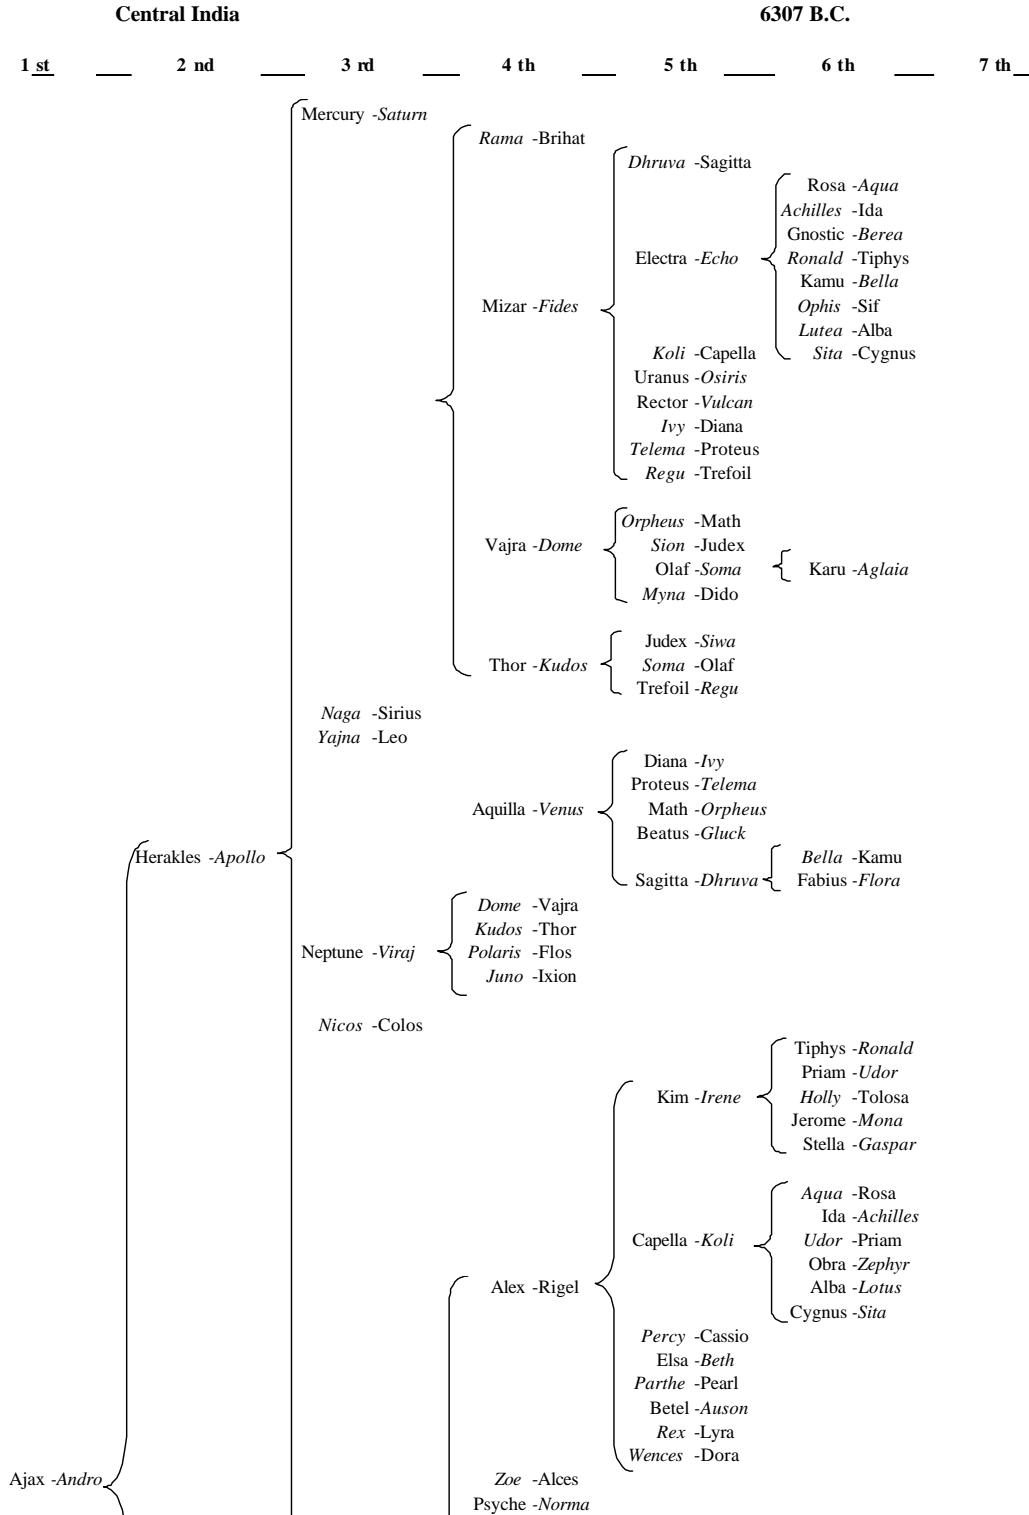 Central India 6307 B.C.
1 st 2 nd 3 rd 4 th 5 th 6 th 7 th
Mercury -Saturn
Rama -Brihat
Dhruva -Sagitta
Rosa -Aqua
Achilles -Ida
Gnostic -Berea
Electra -Echo Ronald -Tiphys
Kamu -Bella
Mizar -Fides Ophis -Sif
Lutea -Alba
Koli -Capella Sita -Cygnus
Uranus -Osiris
Rector -Vulcan
Ivy -Diana
Telema -Proteus
Regu -Trefoil
Orpheus -Math
Vajra -Dome Sion -Judex
Olaf -Soma Karu -Aglaia
Myna -Dido
Judex -Siwa
Thor -Kudos Soma -Olaf
Trefoil -Regu
Naga -Sirius
Yajna -Leo
Diana -Ivy
Proteus -Telema
Aquilla -Venus Math -Orpheus
Beatus -Gluck
Herakles -Apollo Bella -Kamu
Sagitta -Dhruva Fabius -Flora
Dome -Vajra
Kudos -Thor
Neptune -Viraj Polaris -Flos
Juno -Ixion
Nicos -Colos
Tiphys -Ronald
Priam -Udor
Kim -Irene Holly -Tolosa
Jerome -Mona
Stella -Gaspar
Aqua -Rosa
Ida -Achilles
Capella -Koli Udor -Priam
Obra -Zephyr
Alex -Rigel Alba -Lotus
Cygnus -Sita
Percy -Cassio
Elsa -Beth
Parthe -Pearl
Betel -Auson
Rex -Lyra
Wences -Dora
Ajax -Andro Zoe -Alces
Psyche -Norma